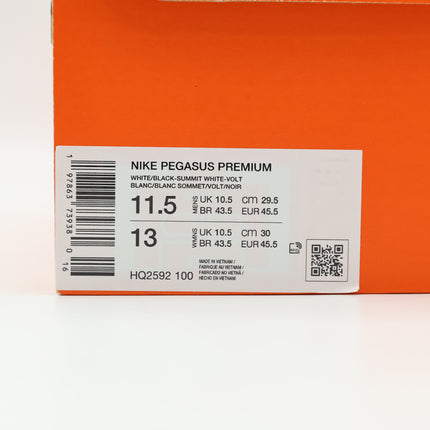 NIKE PEGASUS PREMIUM
WHITE/BLACK-SUMMIT WHITE-VOLT
BLANC/BLANC SOMMET/VOLT/NOIR
11.5 MENS UK 10.5 cm 29.5
BR 43.5 EUR 45.5
13 WMNS UK 10.5 cm 30
BR 43.5 EUR 45.5
HQ2592 100
MADE IN VIETNAM /
FABRIQUÉ AU VIETNAM /
FABRICADO NO VIETNÃ /
HECHO EN VIETNAM
1 97863 73938 0 16